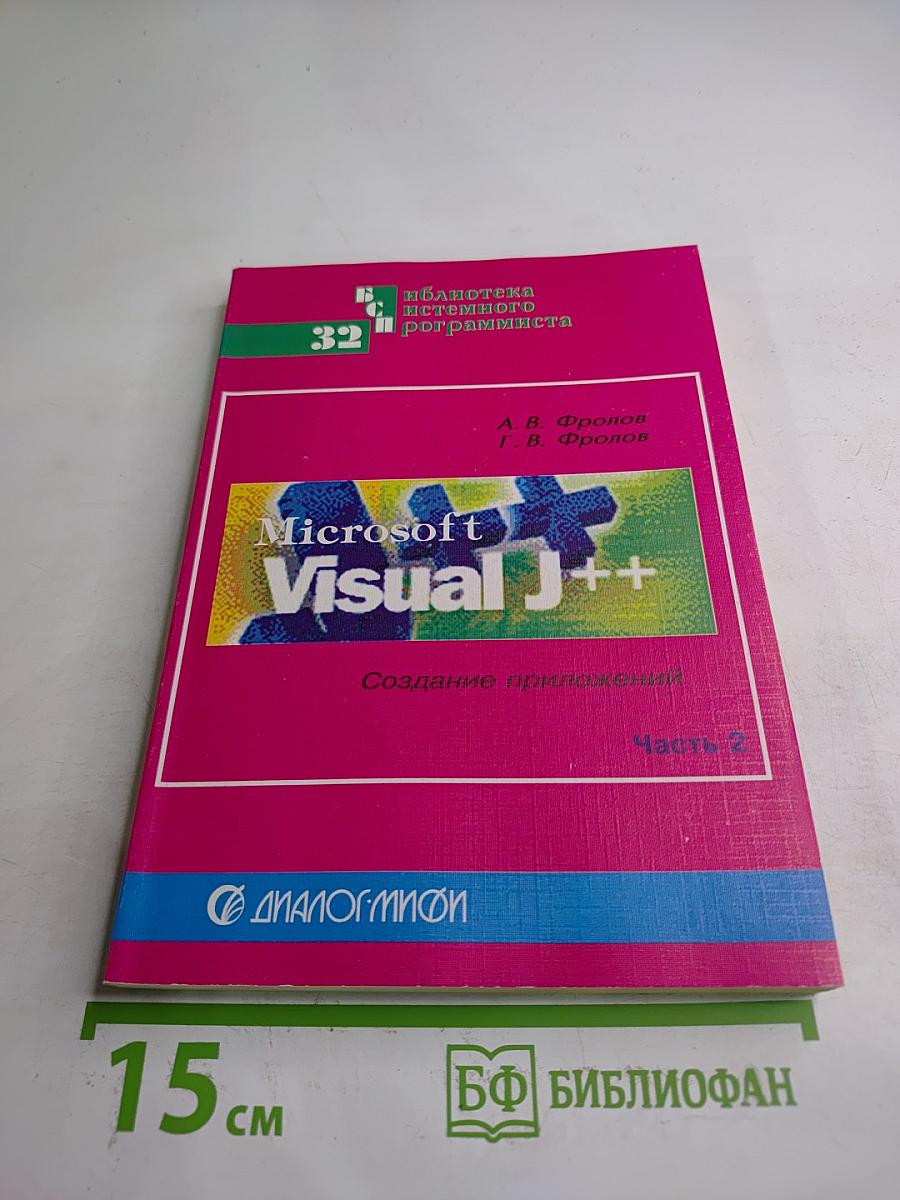 Библиотека
Системного
Программиста
32
А. В. Фролов
Г. В. Фролов
Microsoft
Visual J++
Создание приложений
Часть 2
ДИАЛОГ·МИФИ
15 см
БФ БИБЛИОФАН